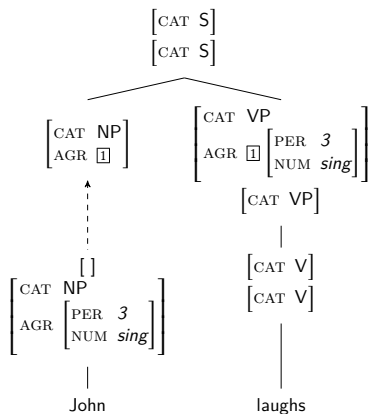 [CAT S]
[CAT S]
[CAT NP
AGR 1]
[CAT VP
AGR 1 [PER 3
NUM sing]]
[CAT VP]
[ ]
[CAT NP
AGR [PER 3
NUM sing]]
[CAT V]
[CAT V]
John laughs